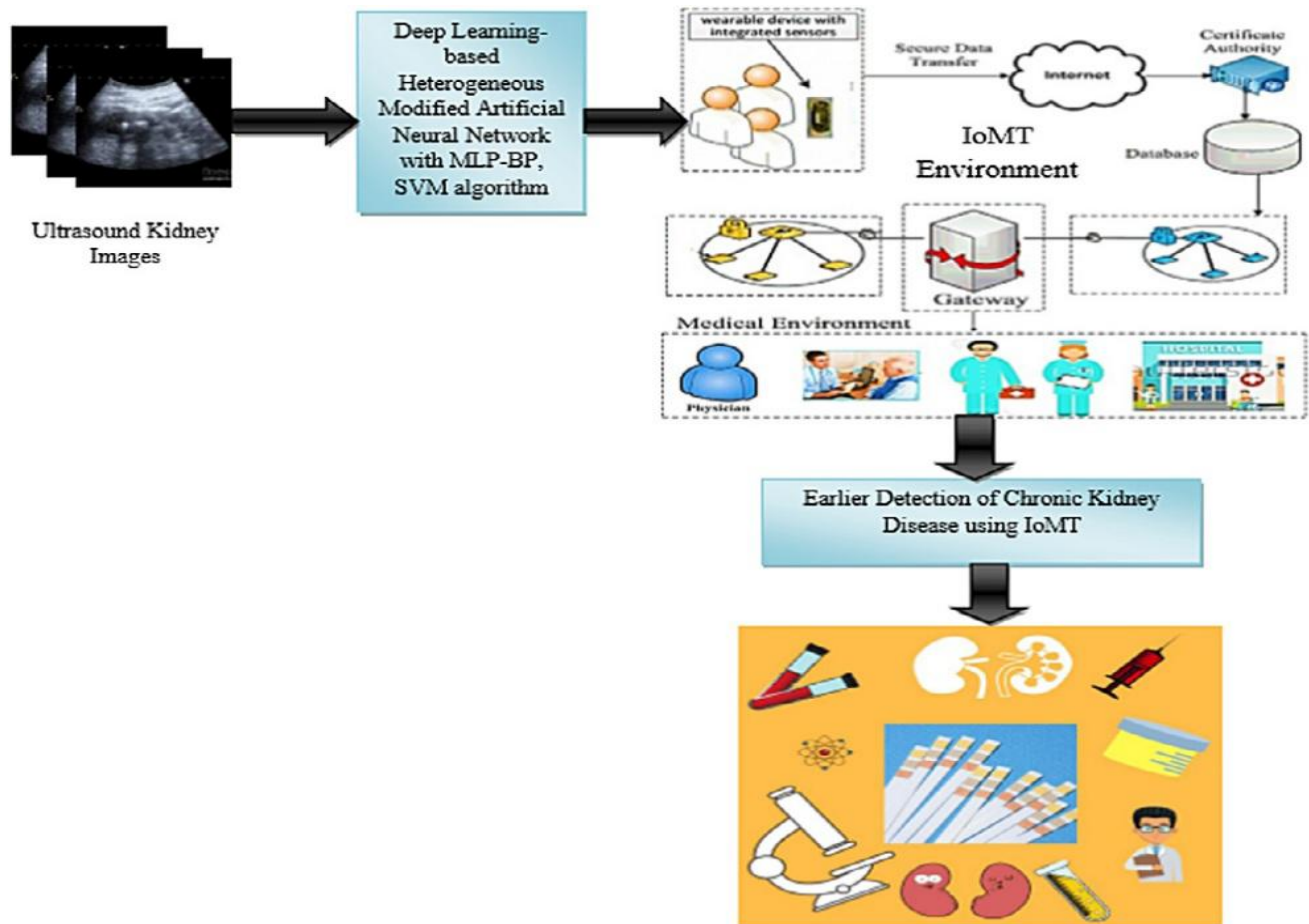 Ultrasound Kidney
Images
Deep Learning-
based
Heterogeneous
Modified Artificial
Neural Network
with MLP-BP,
SVM algorithm
wearable device with
integrated sensors
Secure Data
Transfer
Internet
Certificate
Authority
IoMT
Environment
Database
Gateway
Medical Environment
Physician
HOSPITAL
Earlier Detection of Chronic Kidney
Disease using IoMT